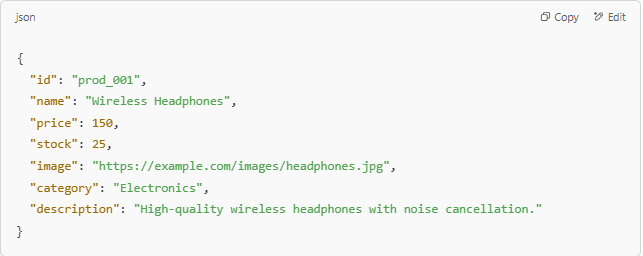 json
Copy
Edit
{
"id": "prod_001",
"name": "Wireless Headphones",
"price": 150,
"stock": 25,
"image": "https://example.com/images/headphones.jpg",
"category": "Electronics",
"description": "High-quality wireless headphones with noise cancellation."
}